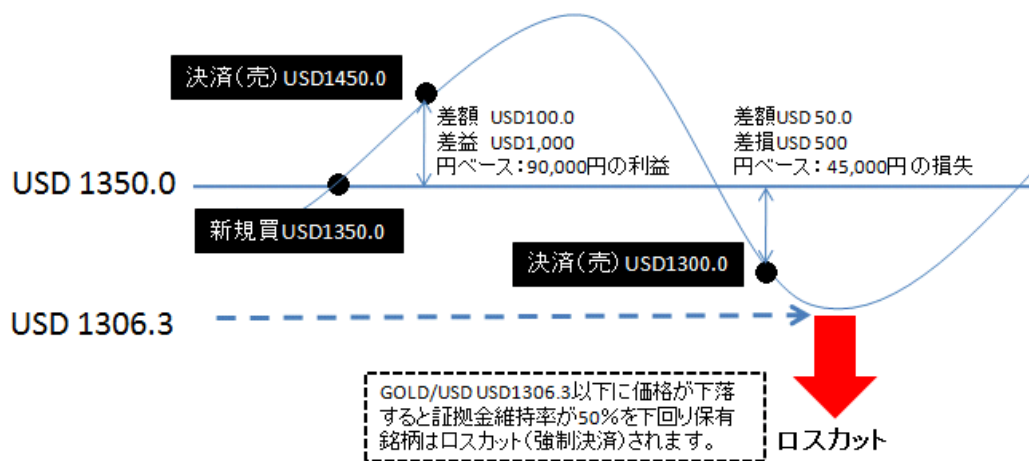 決済(売) USD1450.0
差額 USD100.0
差益 USD1,000
円ベース:90,000円の利益
差額USD 50.0
差損USD 500
円ベース:45,000円の損失
USD 1350.0
新規買USD1350.0
決済(売) USD1300.0
USD 1306.3
GOLD/USD USD1306.3以下に価格が下落
すると証拠金維持率が50%を下回り保有
銘柄はロスカット(強制決済)されます。
ロスカット